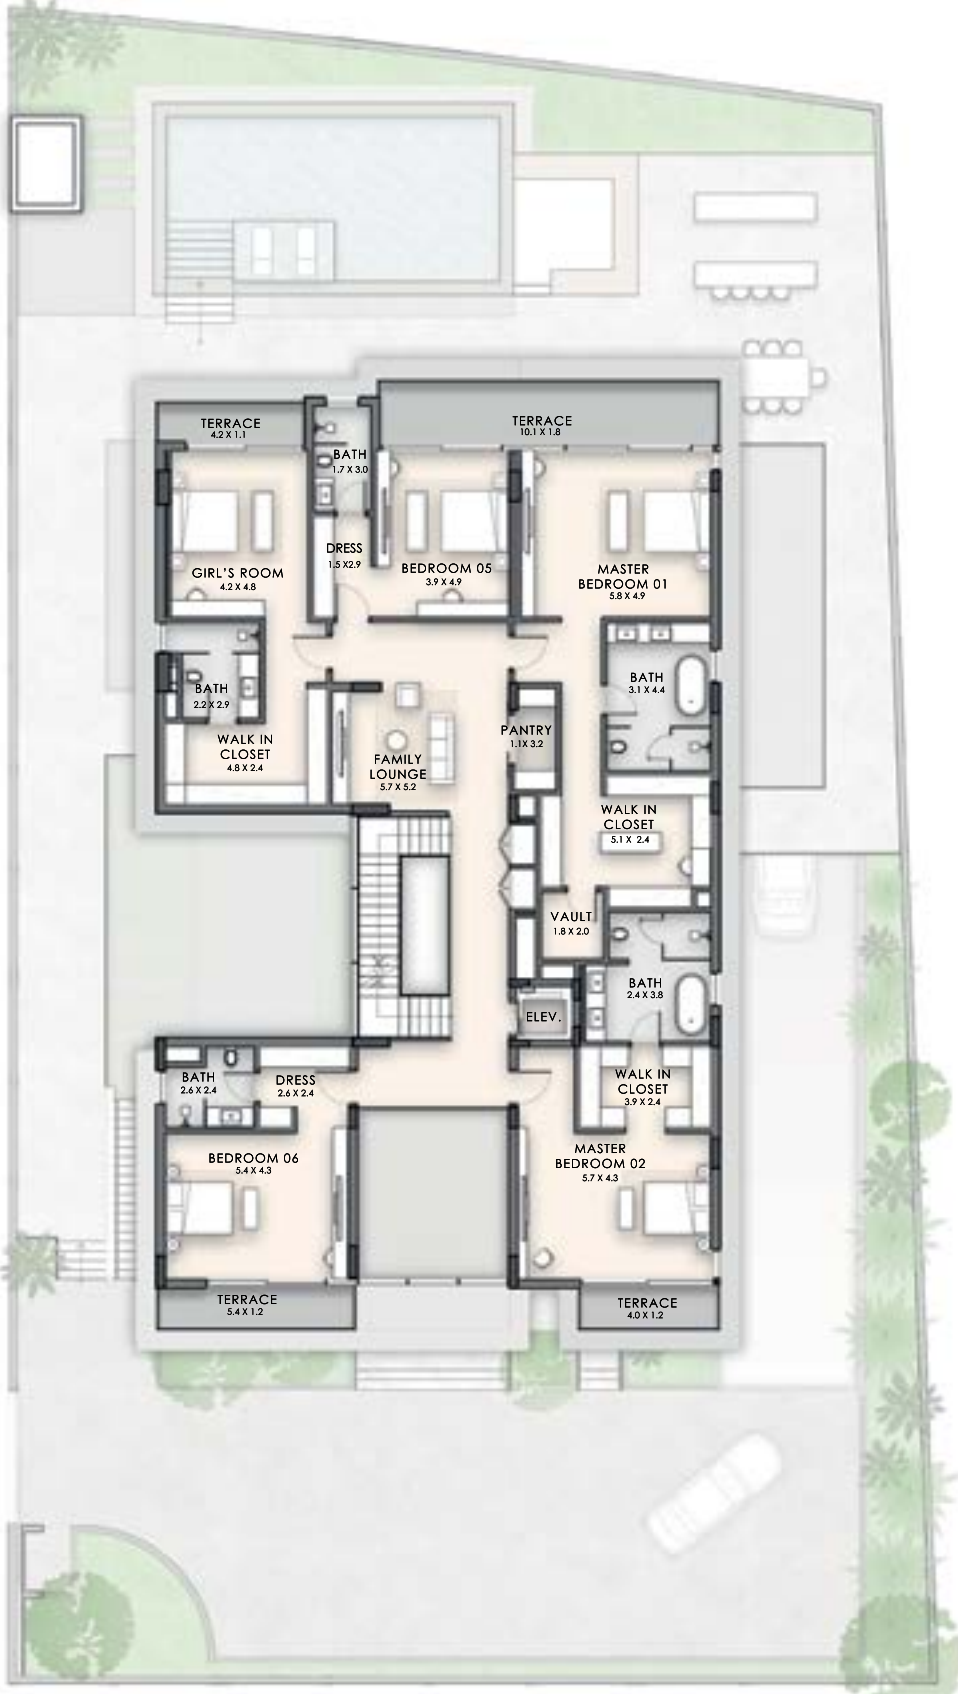 TERRACE
4.2 X 1.1
TERRACE
10.1 X 1.8
BATH
1.7 X 3.0
DRESS
1.5 X2.9
GIRL'S ROOM
4.2 X 4.8
BEDROOM 05
3.9 X 4.9
MASTER
BEDROOM 01
5.8 X 4.9
BATH
2.2 X 2.9
BATH
3.1 X 4.4
WALK IN
CLOSET
4.8 X 2.4
FAMILY
LOUNGE
5.7 X 5.2
PANTRY
1.1X 3.2
WALK IN
CLOSET
5.1 X 2.4
VAULT
1.8 X 2.0
BATH
2.4 X 3.8
ELEV.
BATH
2.6 X 2.4
DRESS
2.6 X 2.4
WALK IN
CLOSET
3.9 X 2.4
BEDROOM 06
5.4 X 4.3
MASTER
BEDROOM 02
5.7 X 4.3
TERRACE
5.4 X 1.2
TERRACE
4.0 X 1.2